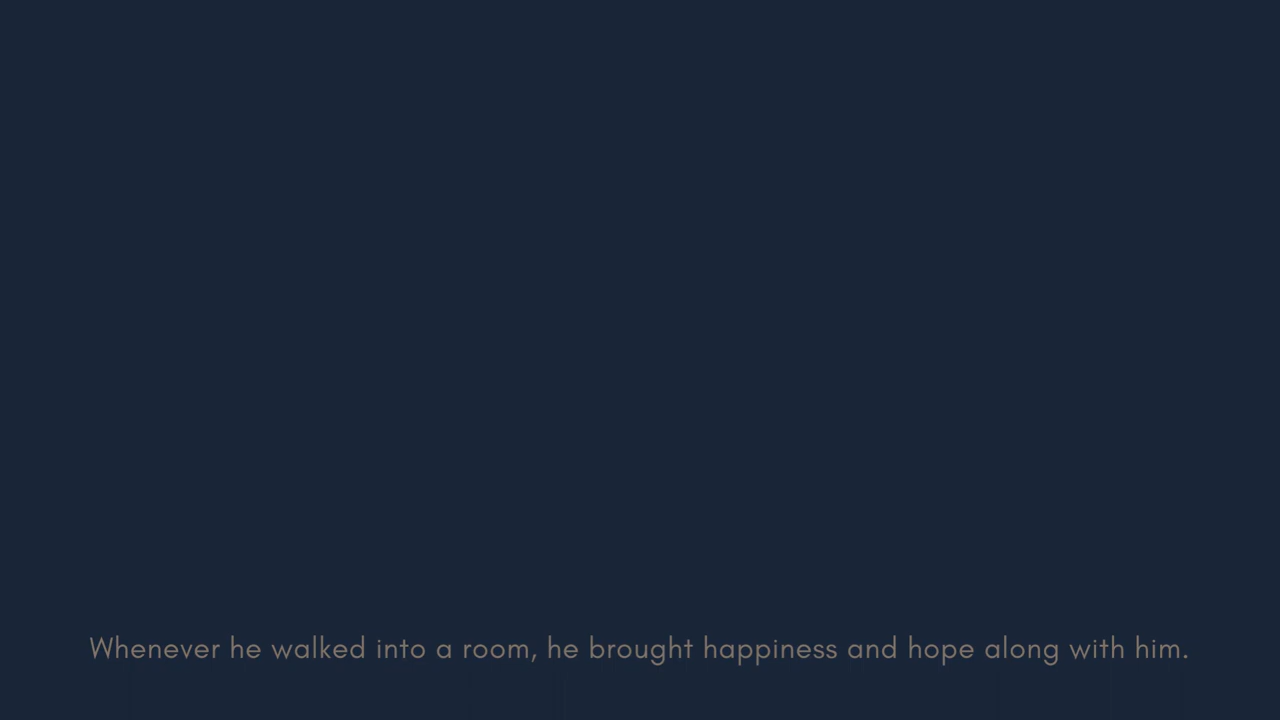 Whenever he walked into a room, he brought happiness and hope along with him.